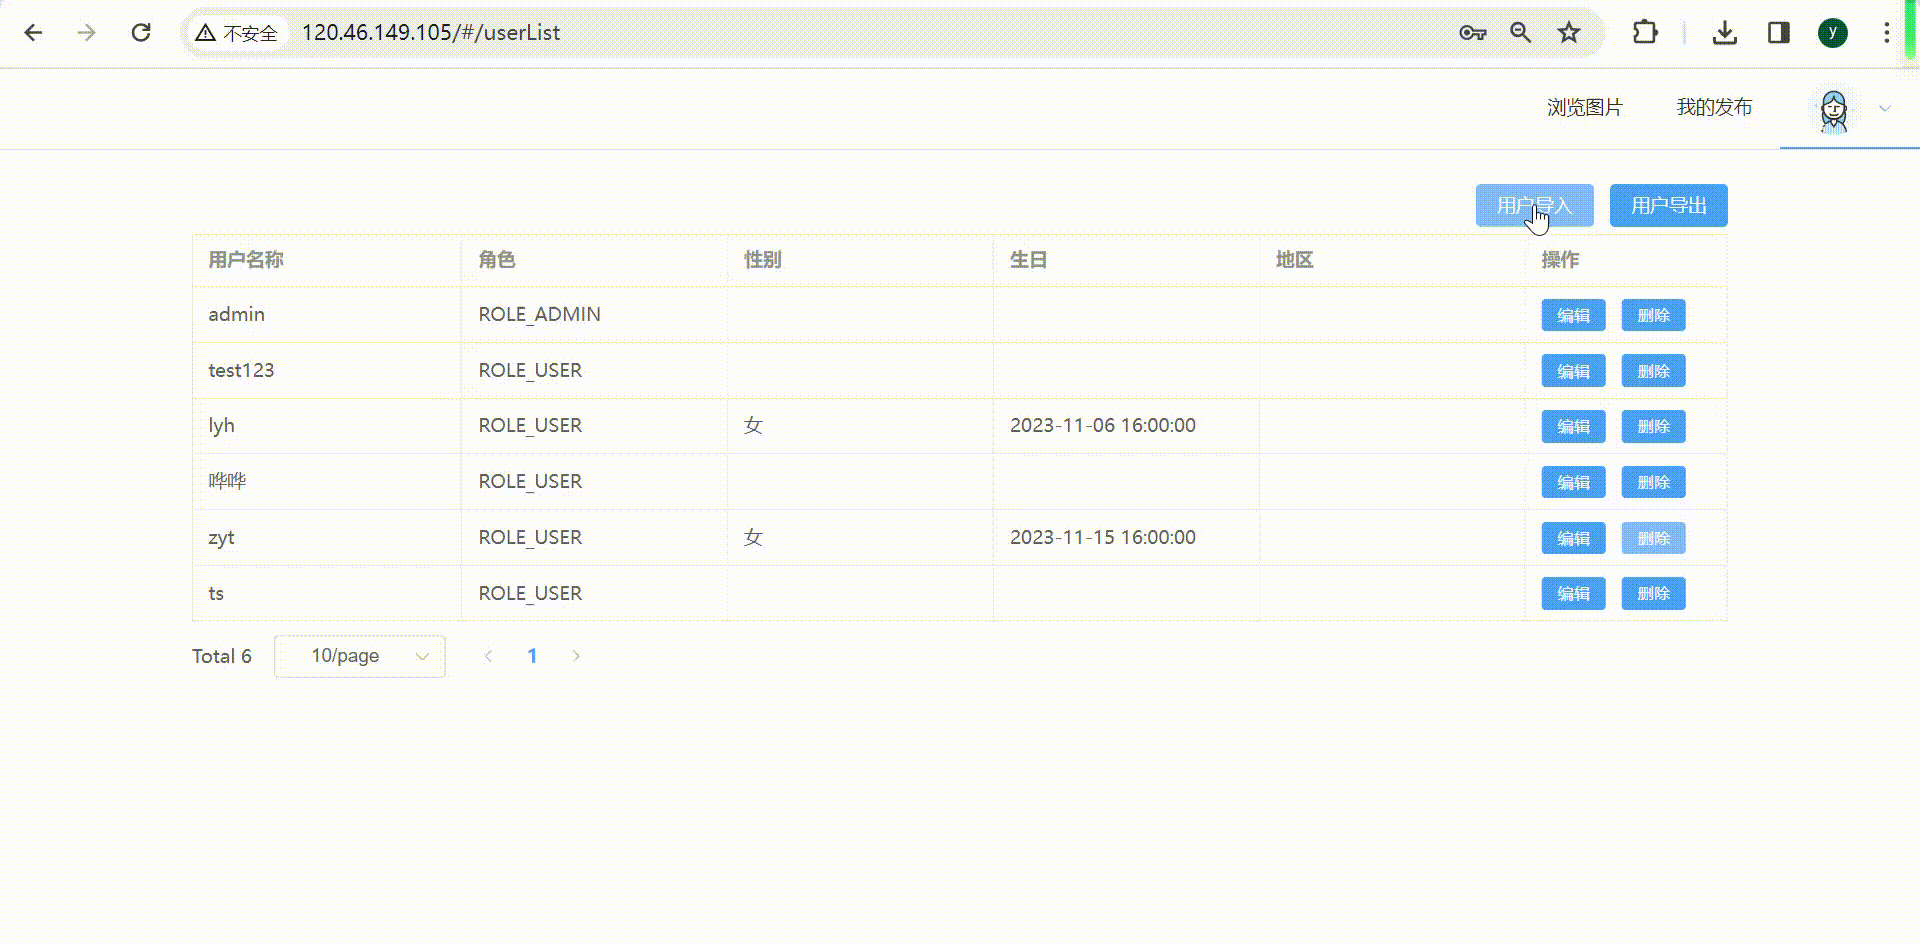 不安全 120.46.149.105/#/userList y
浏览图片 我的发布
用户导入 用户导出
用户名称 角色 性别 生日 地区 操作
admin ROLE_ADMIN 编辑 删除
test123 ROLE_USER 编辑 删除
lyh ROLE_USER 女 2023-11-06 16:00:00 编辑 删除
哗哗 ROLE_USER 编辑 删除
zyt ROLE_USER 女 2023-11-15 16:00:00 编辑 删除
ts ROLE_USER 编辑 删除
Total 6 10/page 1